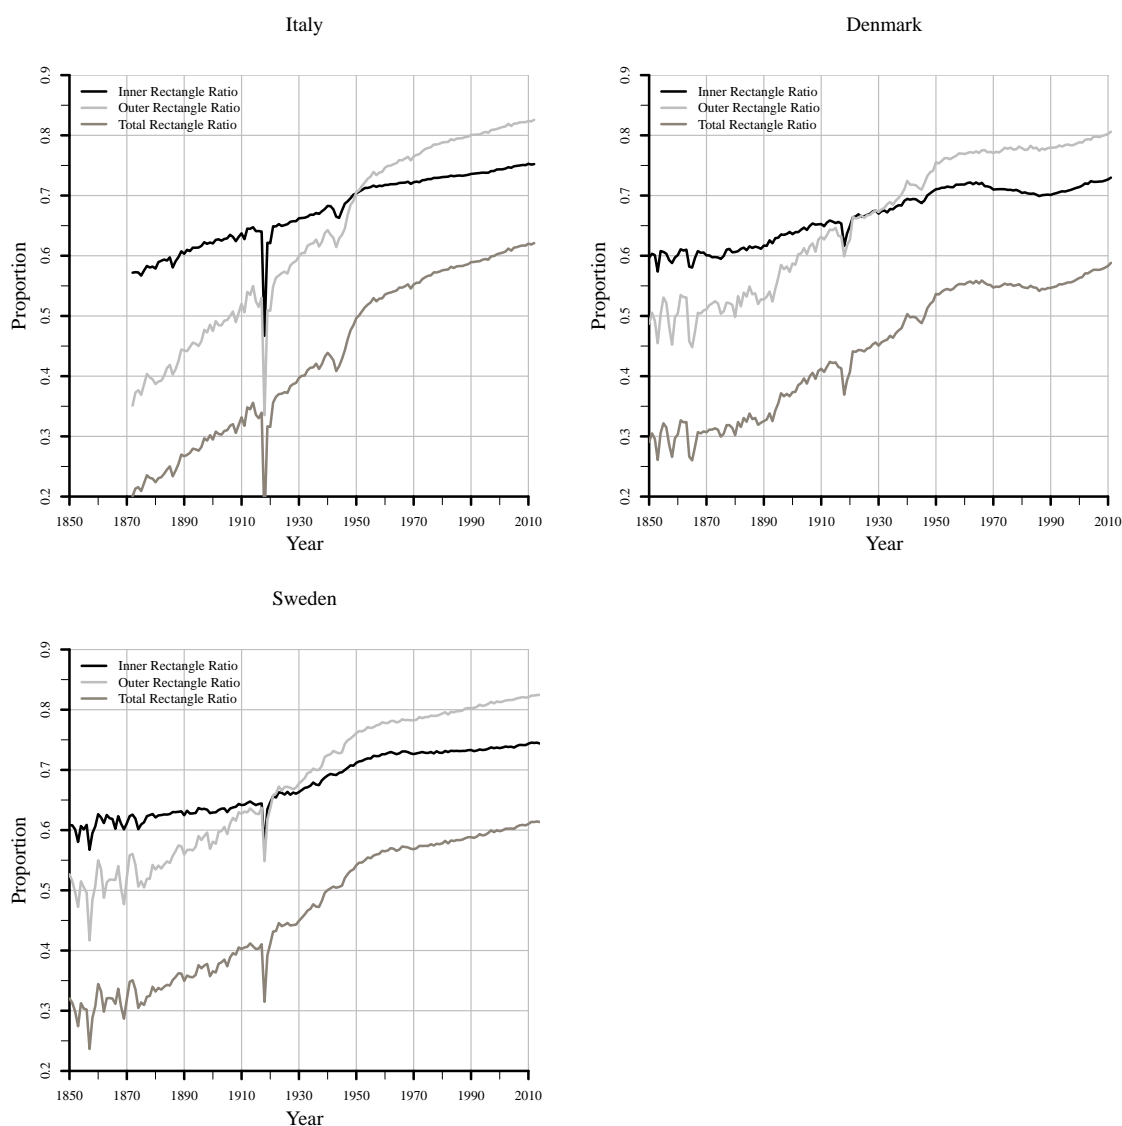 Italy
0.2 0.3 0.4 0.5 0.6 0.7 0.8 0.9
Proportion
Inner Rectangle Ratio
Outer Rectangle Ratio
Total Rectangle Ratio
1850 1870 1890 1910 1930 1950 1970 1990 2010
Year
Denmark
0.2 0.3 0.4 0.5 0.6 0.7 0.8 0.9
Proportion
Inner Rectangle Ratio
Outer Rectangle Ratio
Total Rectangle Ratio
1850 1870 1890 1910 1930 1950 1970 1990 2010
Year
Sweden
0.2 0.3 0.4 0.5 0.6 0.7 0.8 0.9
Proportion
Inner Rectangle Ratio
Outer Rectangle Ratio
Total Rectangle Ratio
1850 1870 1890 1910 1930 1950 1970 1990 2010
Year